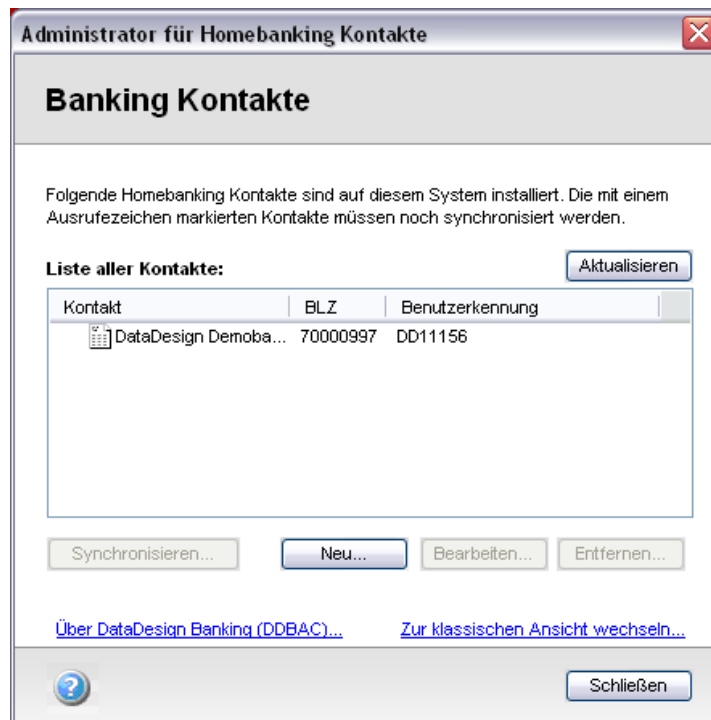 Administrator für Homebanking Kontakte
Banking Kontakte
Folgende Homebanking Kontakte sind auf diesem System installiert. Die mit einem
Ausrufezeichen markierten Kontakte müssen noch synchronisiert werden.
Liste aller Kontakte:
Aktualisieren
Kontakt BLZ Benutzerkennung
DataDesign Demoba... 70000997 DD11156
Synchronisieren... Neu... Bearbeiten... Entfernen...
Über DataDesign Banking (DDBAC)... Zur klassischen Ansicht wechseln...
? Schließen